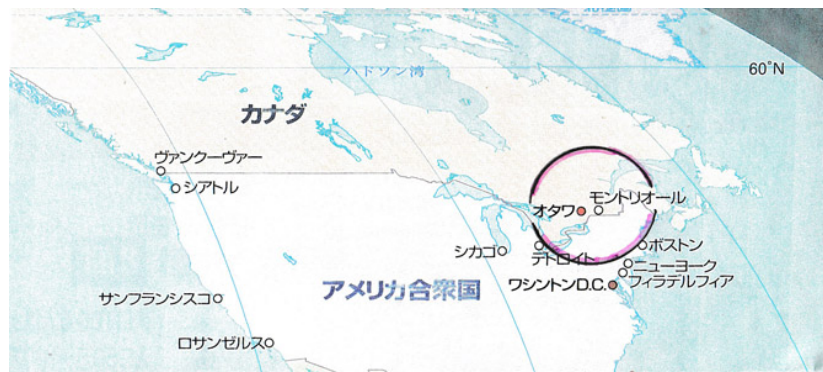 60°N
ハドソン湾
カナダ
ヴァンクーヴァー
シアトル
オタワ
モントリオール
シカゴ
デトロイト
ボストン
ニューヨーク
フィラデルフィア
ワシントンD.C.
アメリカ合衆国
サンフランシスコ
ロサンゼルス